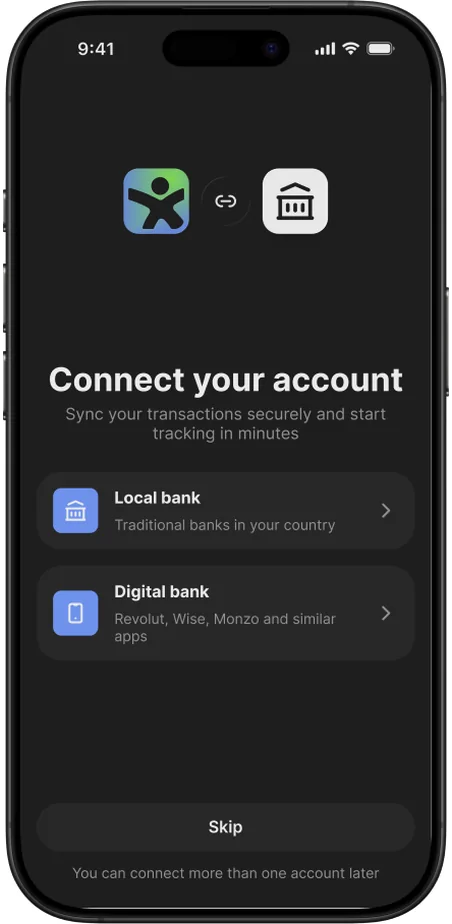 9:41
Connect your account
Sync your transactions securely and start
tracking in minutes
Local bank
Traditional banks in your country
Digital bank
Revolut, Wise, Monzo and similar
apps
Skip
You can connect more than one account later